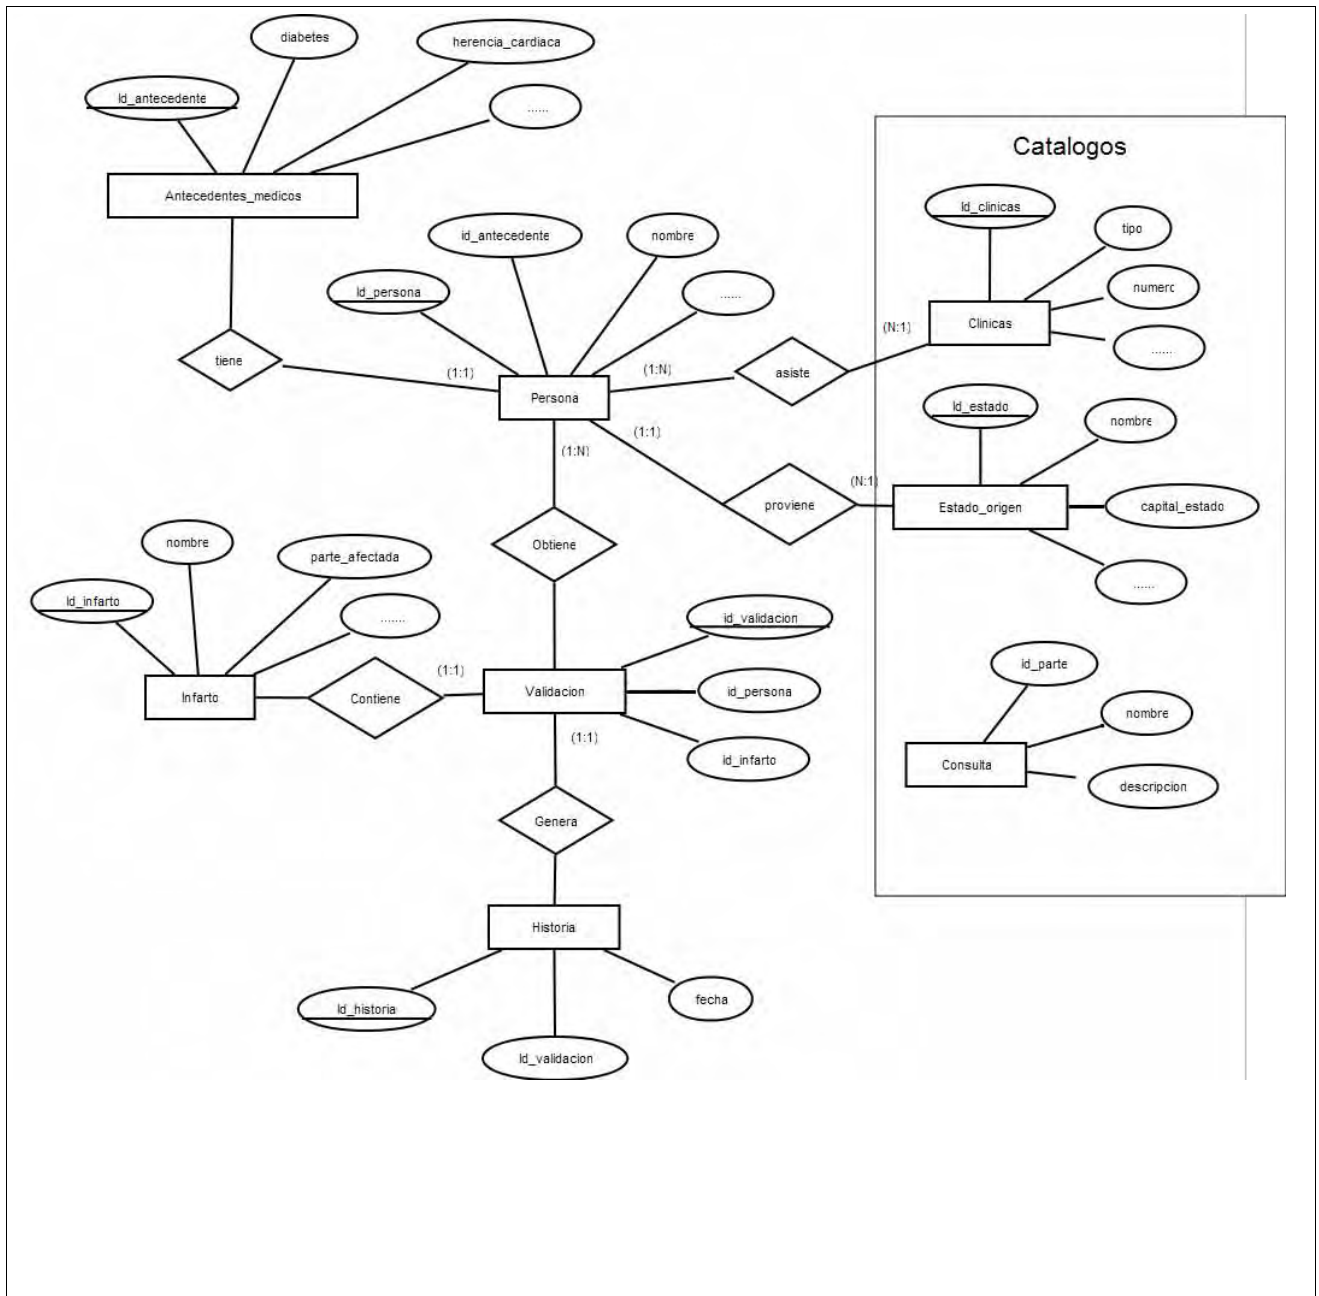 diabetes
herencia_cardiaca
Id_antecedente
......
Antecedentes_medicos
Catalogos
Id_clinicas
tipo
numero
......
Clinicas
id_antecedente
nombre
Id_persona
......
Persona
tiene
(1:1)
(1:N)
asiste
(N:1)
(1:1)
(1:N)
proviene
(N:1)
Id_estado
nombre
Estado_origen
capital_estado
......
Obtiene
nombre
parte_afectada
Id_infarto
.......
Infarto
Contiene
(1:1)
Validacion
id_validacion
id_persona
Id_infarto
(1:1)
id_parte
nombre
Consulta
descripcion
Genera
Historia
Id_historia
fecha
Id_validacion